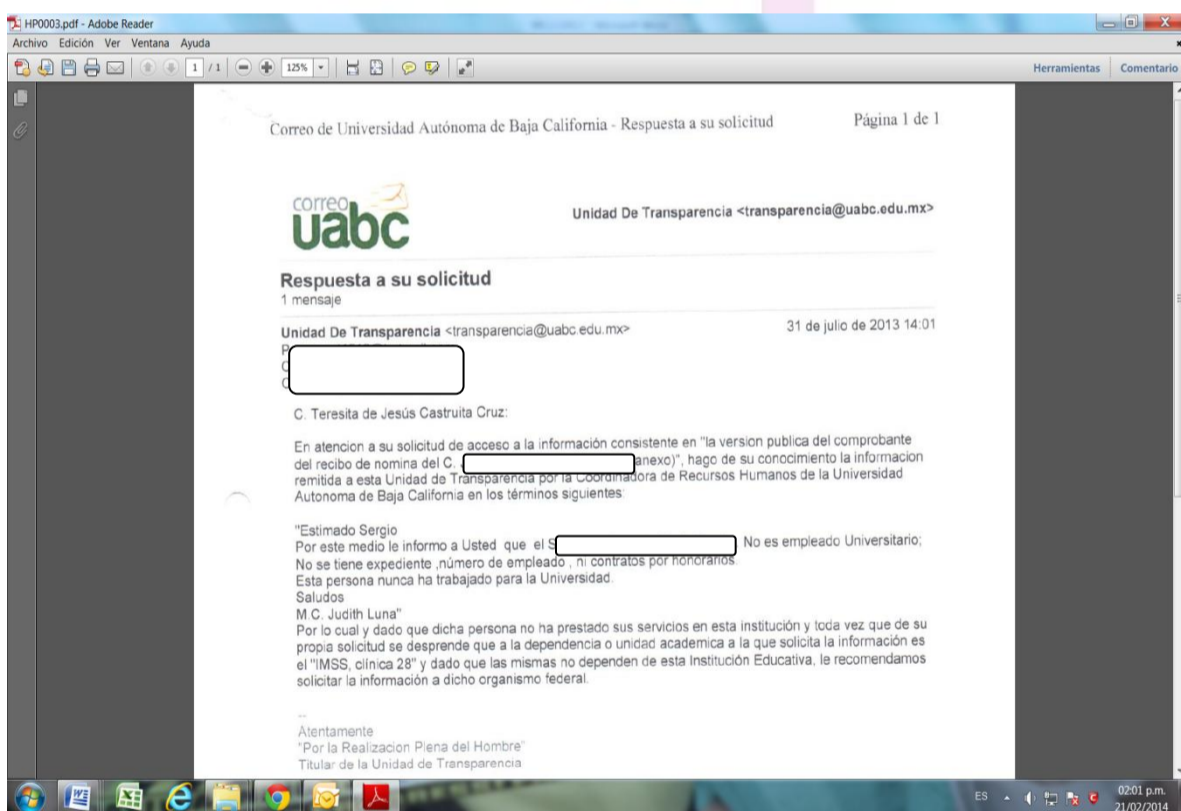 HP0003.pdf - Adobe Reader
Archivo Edición Ver Ventana Ayuda
1 / 1 125% Herramientas Comentario
Correo de Universidad Autónoma de Baja California - Respuesta a su solicitud Página 1 de 1
correo
uabc
Unidad De Transparencia <transparencia@uabc.edu.mx>
Respuesta a su solicitud
1 mensaje
Unidad De Transparencia <transparencia@uabc.edu.mx> 31 de julio de 2013 14:01
C. Teresita de Jesús Castruita Cruz:
En atencion a su solicitud de acceso a la información consistente en "la version publica del comprobante
del recibo de nomina del C. anexo)", hago de su conocimiento la informacion
remitida a esta Unidad de Transparencia por la Coordinadora de Recursos Humanos de la Universidad
Autonoma de Baja California en los términos siguientes:
"Estimado Sergio
Por este medio le informo a Usted que el S No es empleado Universitario;
No se tiene expediente ,número de empleado , ni contratos por honorarios.
Esta persona nunca ha trabajado para la Universidad.
Saludos
M.C. Judith Luna"
Por lo cual y dado que dicha persona no ha prestado sus servicios en esta institución y toda vez que de su
propia solicitud se desprende que a la dependencia o unidad academica a la que solicita la información es
el "IMSS, clínica 28" y dado que las mismas no dependen de esta Institución Educativa, le recomendamos
solicitar la información a dicho organismo federal.
--
Atentamente
"Por la Realizacion Plena del Hombre"
Titular de la Unidad de Transparencia
ES 02:01 p.m.
21/02/2014